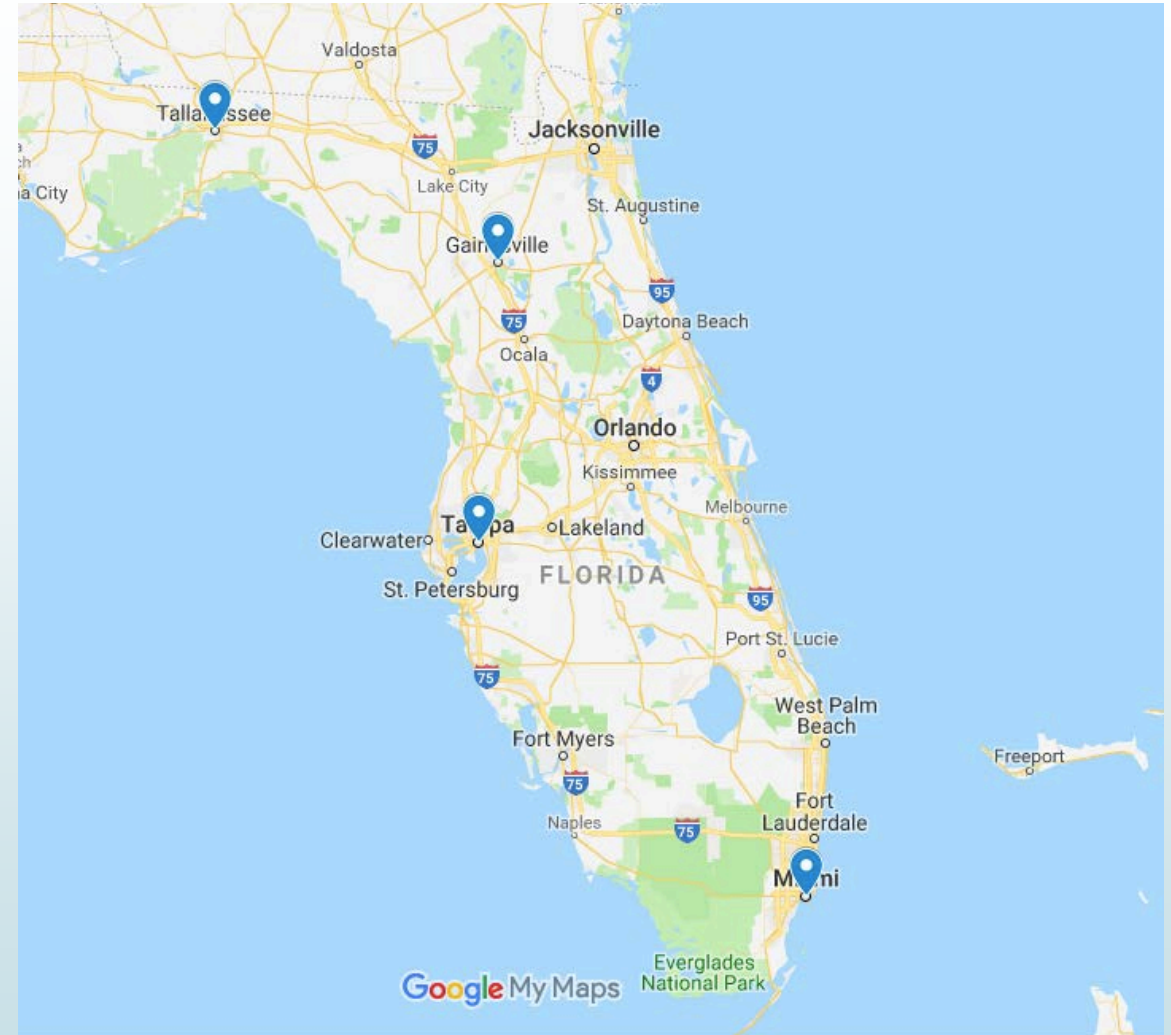 Valdosta
Tallahassee
Jacksonville
75
Lake City
a City
St. Augustine
Gainesville
95
75
Daytona Beach
Ocala
4
Orlando
Kissimmee
Melbourne
Tampa
Lakeland
Clearwater
FLORIDA
St. Petersburg
95
Port St. Lucie
75
West Palm
Beach
Fort Myers
Freeport
75
Fort
Lauderdale
Naples
75
Miami
Everglades
National Park
Google My Maps